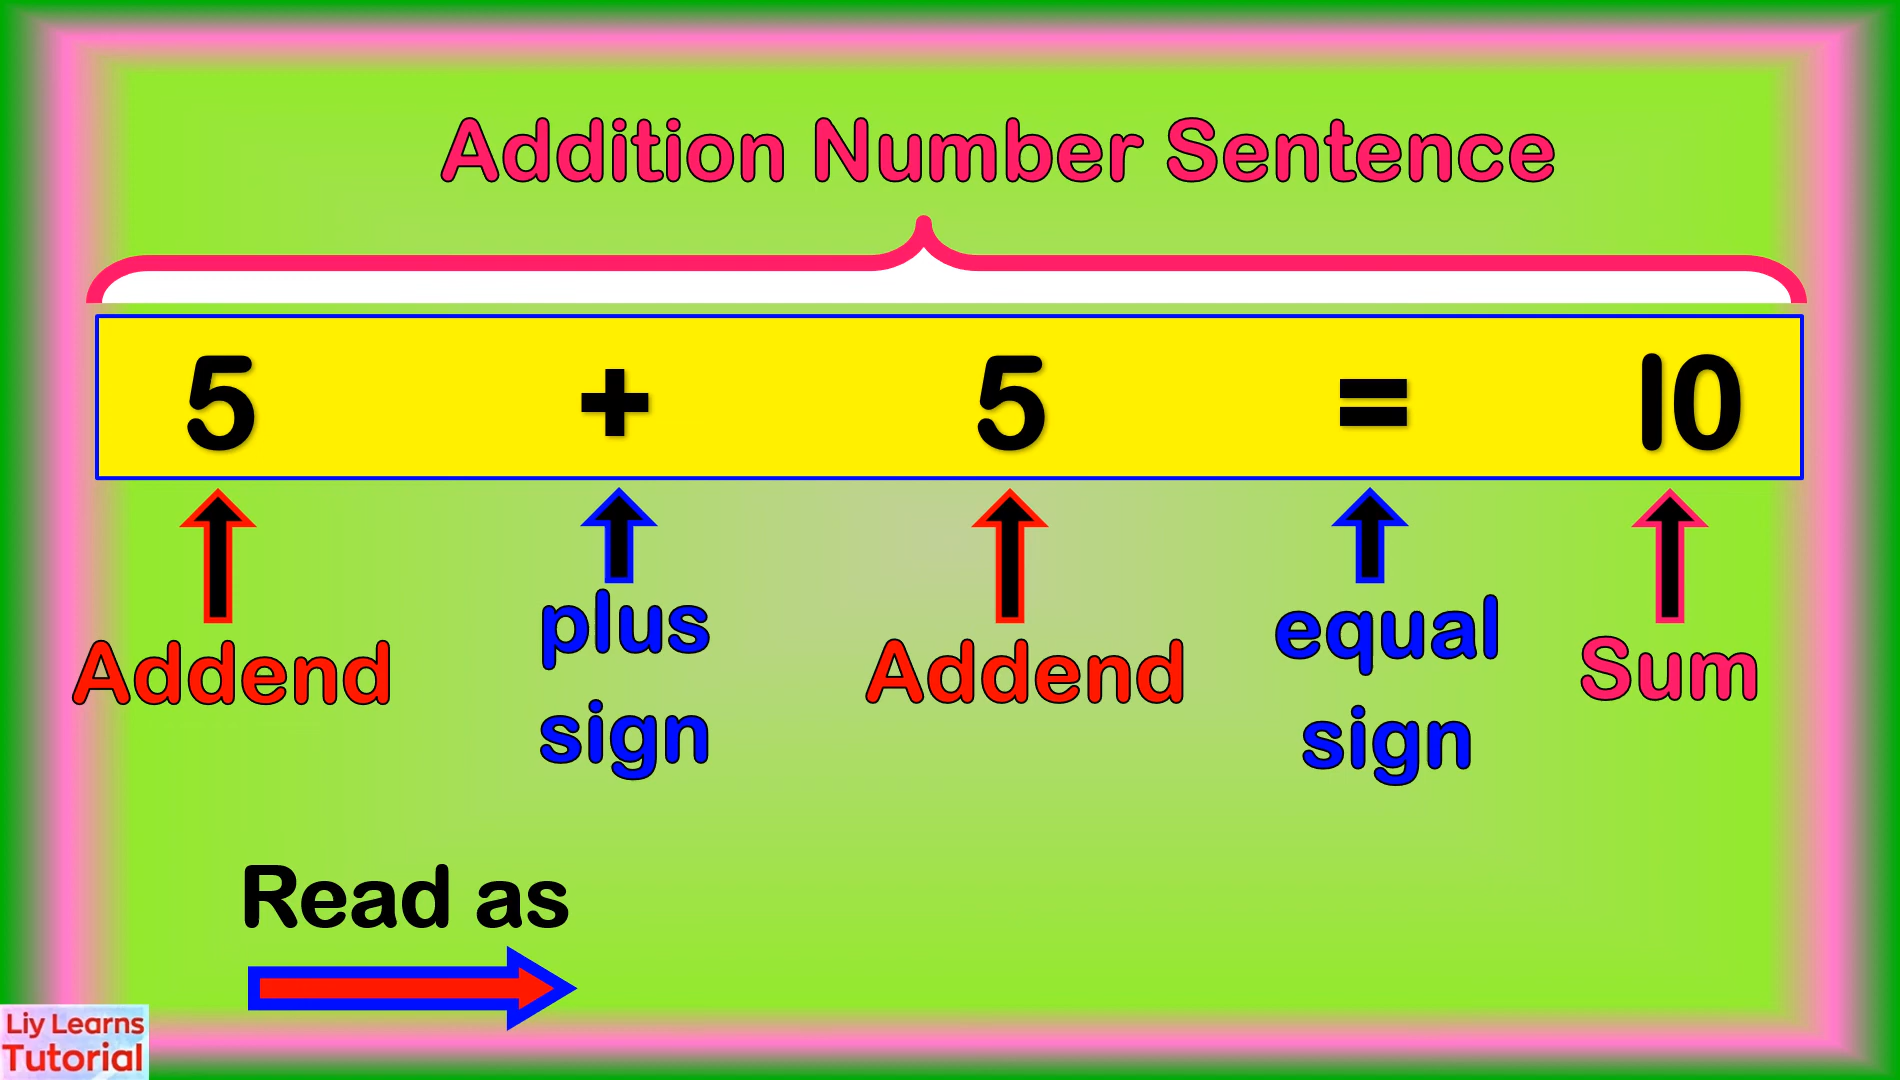 Addition Number Sentence
5 + 5 = 10
Addend plus sign Addend equal sign Sum
Read as
Liy Learns
Tutorial